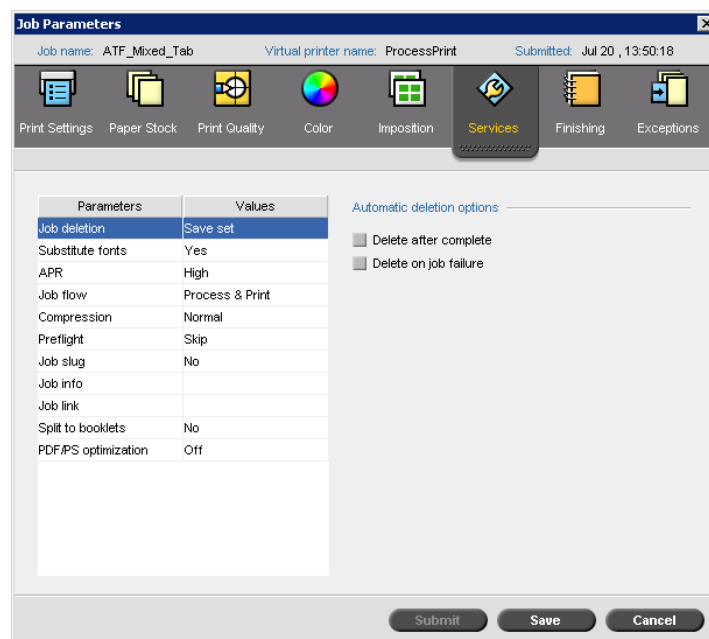 Job Parameters
Job name: ATF_Mixed_Tab Virtual printer name: ProcessPrint Submitted: Jul 20 , 13:50:18
Print Settings Paper Stock Print Quality Color Imposition Services Finishing Exceptions
Parameters Values
Job deletion Save set
Substitute fonts Yes
APR High
Job flow Process & Print
Compression Normal
Preflight Skip
Job slug No
Job info
Job link
Split to booklets No
PDF/PS optimization Off
Automatic deletion options
Delete after complete
Delete on job failure
Submit Save Cancel